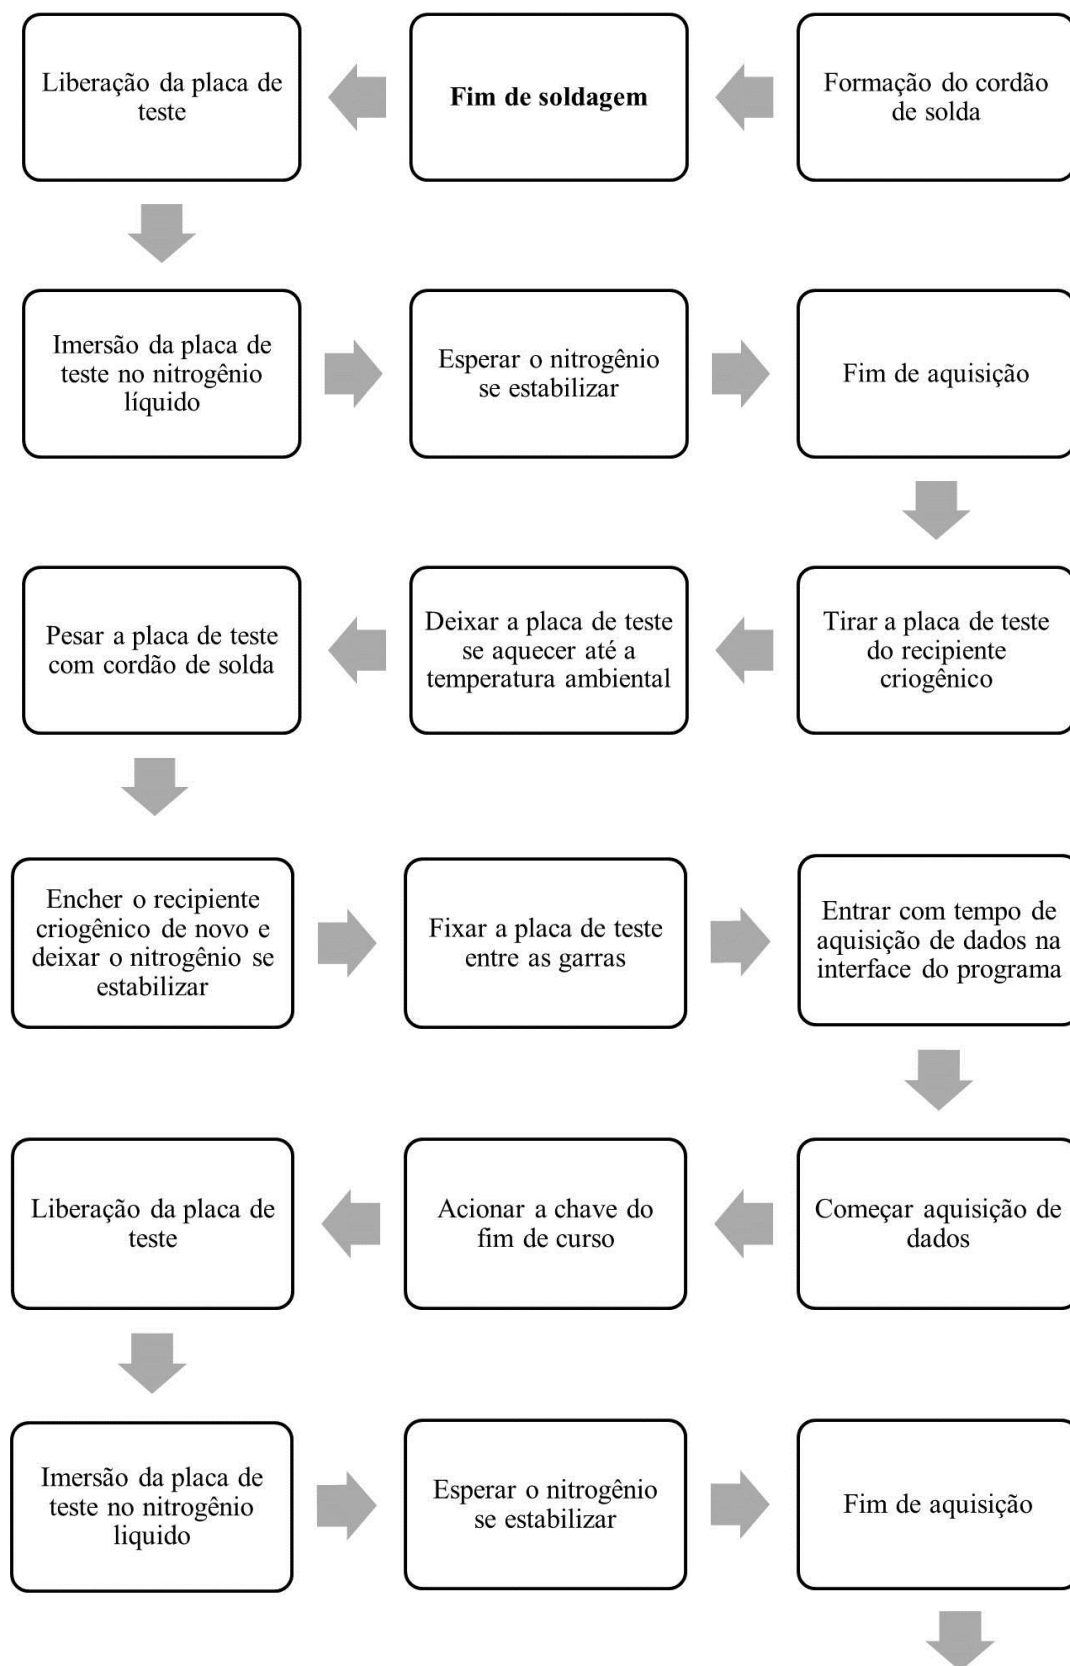 Liberação da placa de
teste
Fim de soldagem
Formação do cordão
de solda
Imersão da placa de
teste no nitrogênio
líquido
Esperar o nitrogênio
se estabilizar
Fim de aquisição
Pesar a placa de teste
com cordão de solda
Deixar a placa de teste
se aquecer até a
temperatura ambiental
Tirar a placa de teste
do recipiente
criogênico
Encher o recipiente
criogênico de novo e
deixar o nitrogênio se
estabilizar
Fixar a placa de teste
entre as garras
Entrar com tempo de
aquisição de dados na
interface do programa
Liberação da placa de
teste
Acionar a chave do
fim de curso
Começar aquisição de
dados
Imersão da placa de
teste no nitrogênio
liquido
Esperar o nitrogênio
se estabilizar
Fim de aquisição